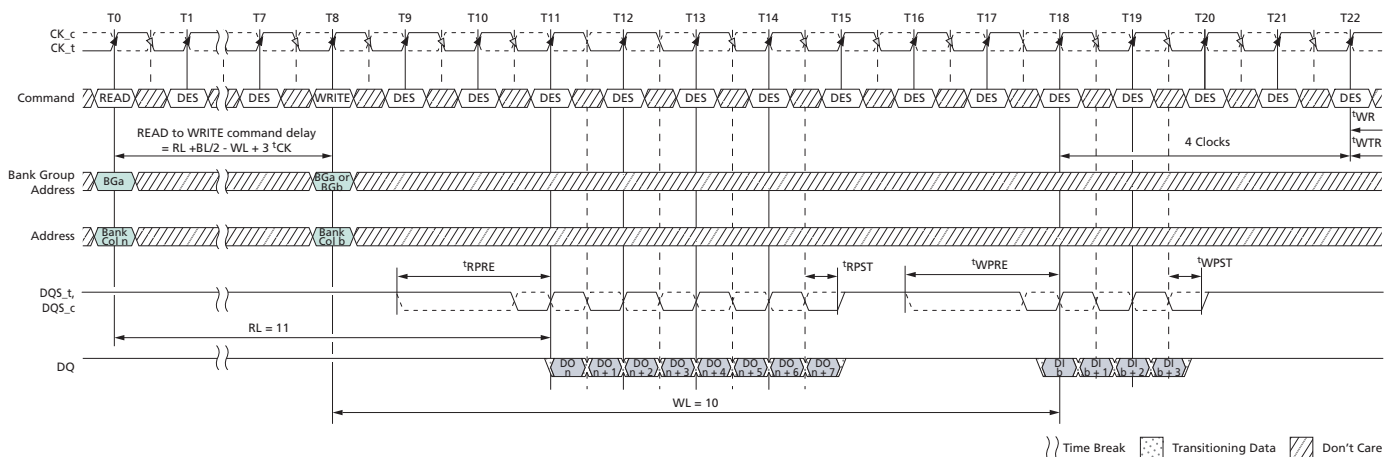 T0 T1 T7 T8 T9 T10 T11 T12 T13 T14 T15 T16 T17 T18 T19 T20 T21 T22
CK_c
CK_t
Command READ DES DES WRITE DES DES DES DES DES DES DES DES DES DES DES DES DES DES
READ to WRITE command delay
= RL +BL/2 - WL + 3 tCK
tWR
4 Clocks tWTR
Bank Group
Address BGa BGa or
BGb
Address Bank
Col n Bank
Col b
tRPRE tRPST tWPRE tWPST
DQS_t,
DQS_c
RL = 11
DQ DO
n DO
n + 1 DO
n + 2 DO
n + 3 DO
n + 4 DO
n + 5 DO
n + 6 DO
n + 7 DI
b DI
b + 1 DI
b + 2 DI
b + 3
WL = 10
Time Break Transitioning Data Don't Care